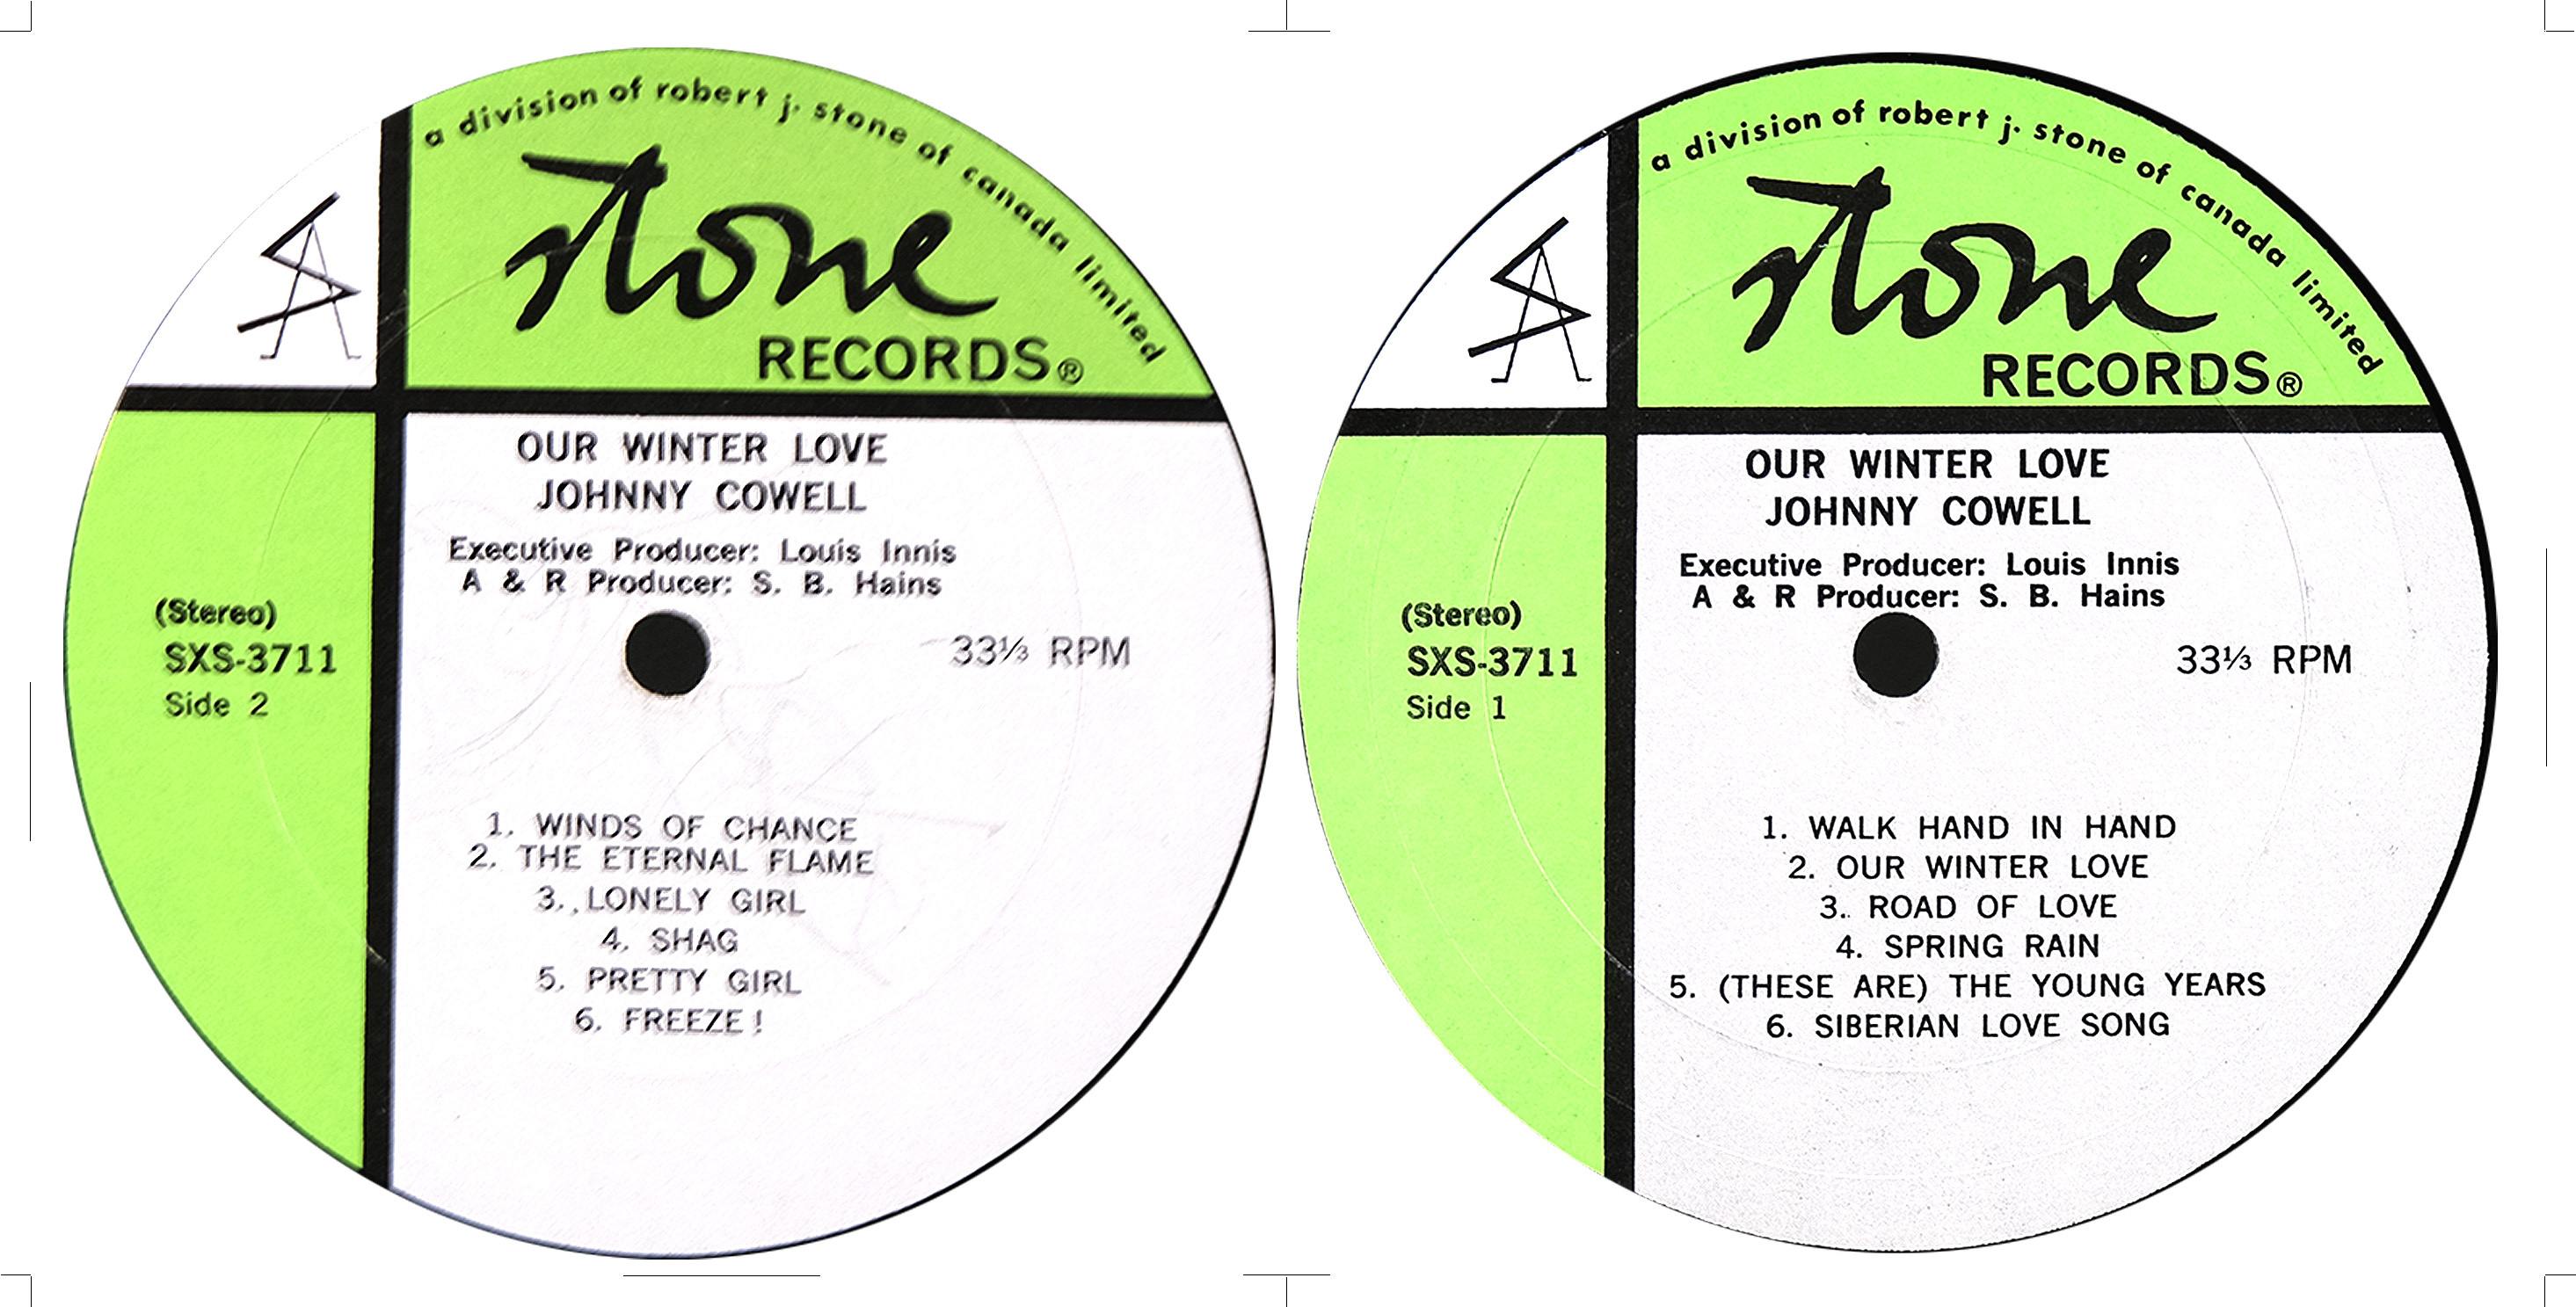 a division of robert j. stone of canada limited
stone
RECORDS®
OUR WINTER LOVE
JOHNNY COWELL
Executive Producer: Louis Innis
A & R Producer: S. B. Hains
(Stereo)
SXS-3711
Side 2
33⅓ RPM
1. WINDS OF CHANCE
2. THE ETERNAL FLAME
3. LONELY GIRL
4. SHAG
5. PRETTY GIRL
6. FREEZE!
a division of robert j. stone of canada limited
stone
RECORDS®
OUR WINTER LOVE
JOHNNY COWELL
Executive Producer: Louis Innis
A & R Producer: S. B. Hains
(Stereo)
SXS-3711
Side 1
33⅓ RPM
1. WALK HAND IN HAND
2. OUR WINTER LOVE
3. ROAD OF LOVE
4. SPRING RAIN
5. (THESE ARE) THE YOUNG YEARS
6. SIBERIAN LOVE SONG